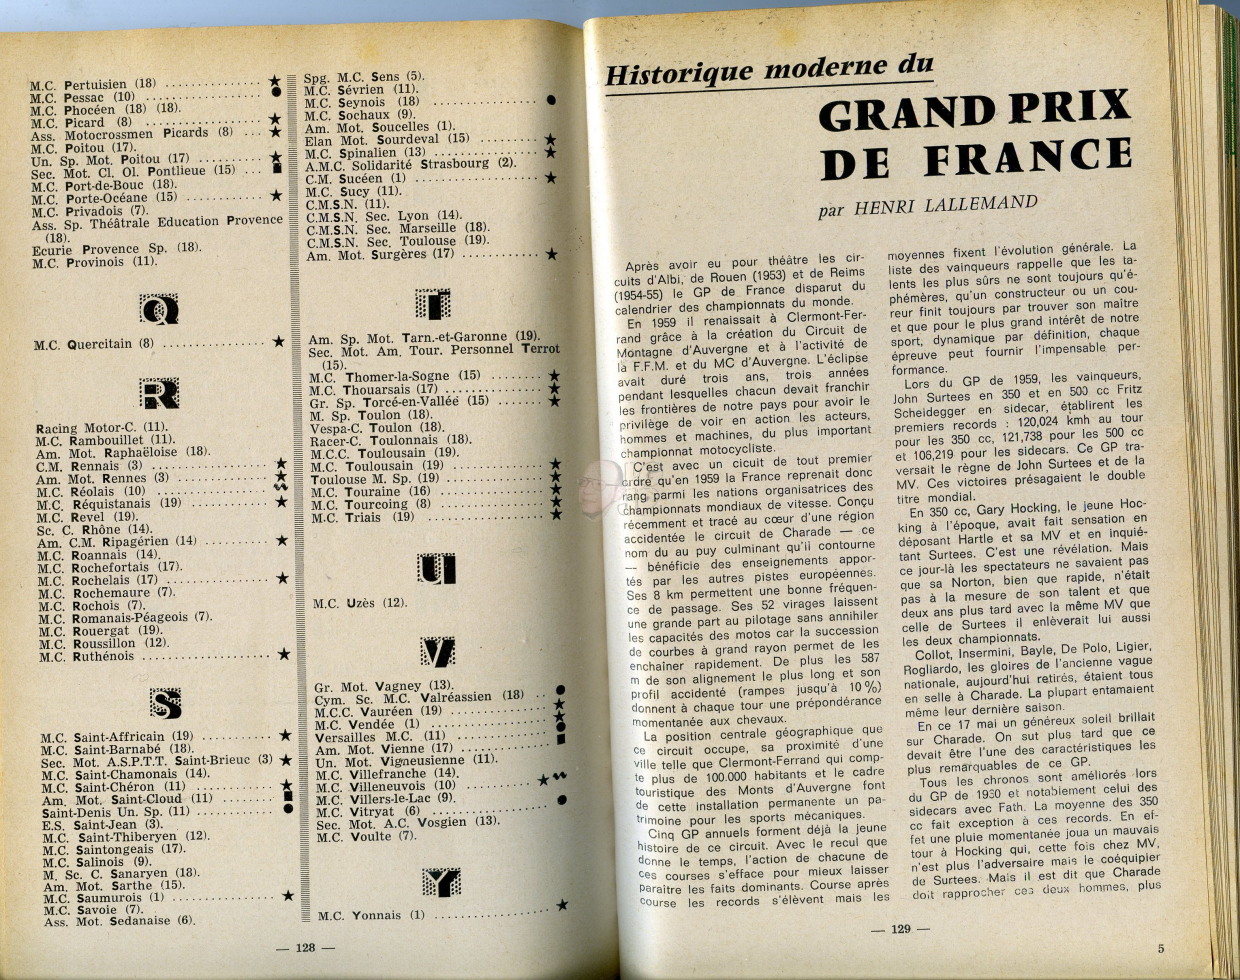 M.C. Pertuisien (18) .............. ★
M.C. Pessac (10) .................. ●
M.C. Phocéen (18) (18).
M.C. Picard (8) ................... ★
Ass. Motocrossmen Picards (8) ... ★
M.C. Poitou (17).
Un. Sp. Mot. Poitou (17) .......... ★
Sec. Mot. Cl. Ol. Pontlieue (15) ... ■
M.C. Port-de-Bouc (18).
M.C. Porte-Océane (15) ............ ★
M.C. Privadois (7).
Ass. Sp. Théâtrale Education Provence
(18).
Ecurie Provence Sp. (18).
M.C. Provinois (11).
Q
M.C. Quercitain (8) ............... ★
R
Racing Motor-C. (11).
M.C. Rambouillet (11).
Am. Mot. Raphaëloise (18).
C.M. Rennais (3) .................. ★
Am. Mot. Rennes (3) ............... ★
M.C. Réolais (10) .................
M.C. Réquistanais (19) ............ ★
M.C. Revel (19).
Sc. C. Rhône (14).
Am. C.M. Ripagérien (14) .......... ★
M.C. Roannais (14).
M.C. Rochefortais (17).
M.C. Rochelais (17) ............... ★
M.C. Rochemaure (7).
M.C. Rochois (7).
M.C. Romanais-Péageois (7).
M.C. Rouergat (19).
M.C. Roussillon (12).
M.C. Ruthénois .................... ★
S
M.C. Saint-Affricain (19) ......... ★
M.C. Saint-Barnabé (18).
Sec. Mot. A.S.P.T.T. Saint-Brieuc (3) ★
M.C. Saint-Chamonais (14).
M.C. Saint-Chéron (11) ............ ★
Am. Mot. Saint-Cloud (11) ......... ■
Saint-Denis Un. Sp. (11) .......... ●
E.S. Saint-Jean (3).
M.C. Saint-Thiberyen (12).
M.C. Saintongeais (17).
M.C. Salinois (9).
M. Sc. C. Sanaryen (18).
Am. Mot. Sarthe (15).
M.C. Saumurois (1) ................ ★
M.C. Savoie (7).
Ass. Mot. Sedanaise (6).
Spg. M.C. Sens (5).
M.C. Sévrien (11).
M.C. Seynois (18) ................. ●
M.C. Sochaux (9).
Am. Mot. Soucelles (1).
Elan Mot. Sourdeval (15) .......... ★
M.C. Spinalien (13) ............... ★
A.M.C. Solidarité Strasbourg (2).
C.M. Sucéen (1) ................... ★
M.C. Sucy (11).
C.M.S.N. (11).
C.M.S.N. Sec. Lyon (14).
C.M.S.N. Sec. Marseille (18).
C.M.S.N. Sec. Toulouse (19).
Am. Mot. Surgères (17) ............ ★
T
Am. Sp. Mot. Tarn.-et-Garonne (19).
Sec. Mot. Am. Tour. Personnel Terrot
(15).
M.C. Thomer-la-Sogne (15) ......... ★
M.C. Thouarsais (17) .............. ★
Gr. Sp. Torcé-en-Vallée (15) ...... ★
M. Sp. Toulon (18).
Vespa-C. Toulon (18).
Racer-C. Toulonnais (18).
M.C.C. Toulousain (19).
M.C. Toulousain (19) .............. ★
Toulouse M. Sp. (19) .............. ★
M.C. Touraine (16) ................ ★
M.C. Tourcoing (8) ................ ★
M.C. Triais (19) .................. ★
U
M.C. Uzès (12).
V
Gr. Mot. Vagney (13).
Cym. Sc. M.C. Valréassien (18) .. ●
M.C.C. Vauréen (19) ............... ★
M.C. Vendée (1) ................... ★
Versailles M.C. (11) .............. ●
Am. Mot. Vienne (17) .............. ■
Un. Mot. Vigneusienne (11).
M.C. Villefranche (14).
M.C. Villeneuvois (10) ............ ★
M.C. Villers-le-Lac (9).
M.C. Vitryat (6) .................. ●
Sec. Mot. A.C. Vosgien (13).
M.C. Voulte (7).
Y
M.C. Yonnais (1) .................. ★
— 128 —
Historique moderne du
GRAND PRIX
DE FRANCE
par HENRI LALLEMAND
Après avoir eu pour théâtre les cir-
cuits d'Albi, de Rouen (1953) et de Reims
(1954-55) le GP de France disparut du
calendrier des championnats du monde.
En 1959 il renaissait à Clermont-Fer-
rand grâce à la création du Circuit de
Montagne d'Auvergne et à l'activité de
la F.F.M. et du MC d'Auvergne. L'éclipse
avait duré trois ans, trois années
pendant lesquelles chacun devait franchir
les frontières de notre pays pour avoir le
privilège de voir en action les acteurs,
hommes et machines, du plus important
championnat motocycliste.
C'est avec un cicuit de tout premier
ordre qu'en 1959 la France reprenait donc
rang parmi les nations organisatrices des
championnats mondiaux de vitesse. Conçu
récemment et tracé au cœur d'une région
accidentée le circuit de Charade — ce
nom du au puy culminant qu'il contourne
— bénéficie des enseignements appor-
tés par les autres pistes européennes.
Ses 8 km permettent une bonne fréquen-
ce de passage. Ses 52 virages laissent
une grande part au pilotage sans annihiler
les capacités des motos car la succession
de courbes à grand rayon permet de les
enchaîner rapidement. De plus les 587
m de son alignement le plus long et son
profil accidenté (rampes jusqu'à 10 %)
donnent à chaque tour une prépondérance
momentanée aux chevaux.
La position centrale géographique que
ce circuit occupe, sa proximité d'une
ville telle que Clermont-Ferrand qui comp-
te plus de 100.000 habitants et le cadre
touristique des Monts d'Auvergne font
de cette installation permanente un pa-
trimoine pour les sports mécaniques.
Cinq GP annuels forment déjà la jeune
histoire de ce circuit. Avec le recul que
donne le temps, l'action de chacune de
ces courses s'efface pour mieux laisser
paraître les faits dominants. Course après
course les records s'élèvent mais les
moyennes fixent l'évolution générale. La
liste des vainqueurs rappelle que les ta-
lents les plus sûrs ne sont toujours qu'é-
phémères, qu'un constructeur ou un cou-
reur finit toujours par trouver son maître
et que pour le plus grand intérêt de notre
sport, dynamique par définition, chaque
épreuve peut fournir l'impensable per-
formance.
Lors du GP de 1959, les vainqueurs,
John Surtees en 350 et en 500 cc Fritz
Scheidegger en sidecar, établirent les
premiers records : 120,024 kmh au tour
pour les 350 cc, 121,738 pour les 500 cc
et 106,219 pour les sidecars. Ce GP tra-
versait le règne de John Surtees et de la
MV. Ces victoires présageaient le double
titre mondial.
En 350 cc, Gary Hocking, le jeune Hoc-
king à l'époque, avait fait sensation en
déposant Hartle et sa MV et en inquié-
tant Surtees. C'est une révélation. Mais
ce jour-là les spectateurs ne savaient pas
que sa Norton, bien que rapide, n'était
pas à la mesure de son talent et que
deux ans plus tard avec la même MV que
celle de Surtees il enlèverait lui aussi
les deux championnats.
Collot, Insermini, Bayle, De Polo, Ligier,
Rogliardo, les gloires de l'ancienne vague
nationale, aujourd'hui retirés, étaient tous
en selle à Charade. La plupart entamaient
même leur dernière saison.
En ce 17 mai un généreux soleil brillait
sur Charade. On sut plus tard que ce
devait être l'une des caractéristiques les
plus remarquables de ce GP.
Tous les chronos sont améliorés lors
du GP de 1960 et notablement celui des
sidecars avec Fath. La moyenne des 350
cc fait exception à ces records. En ef-
fet une pluie momentanée joua un mauvais
tour à Hocking qui, cette fois chez MV,
n'est plus l'adversaire mais le coéquipier
de Surtees. Mais il est dit que Charade
doit rapprocher ces deux hommes, plus
— 129 —
5